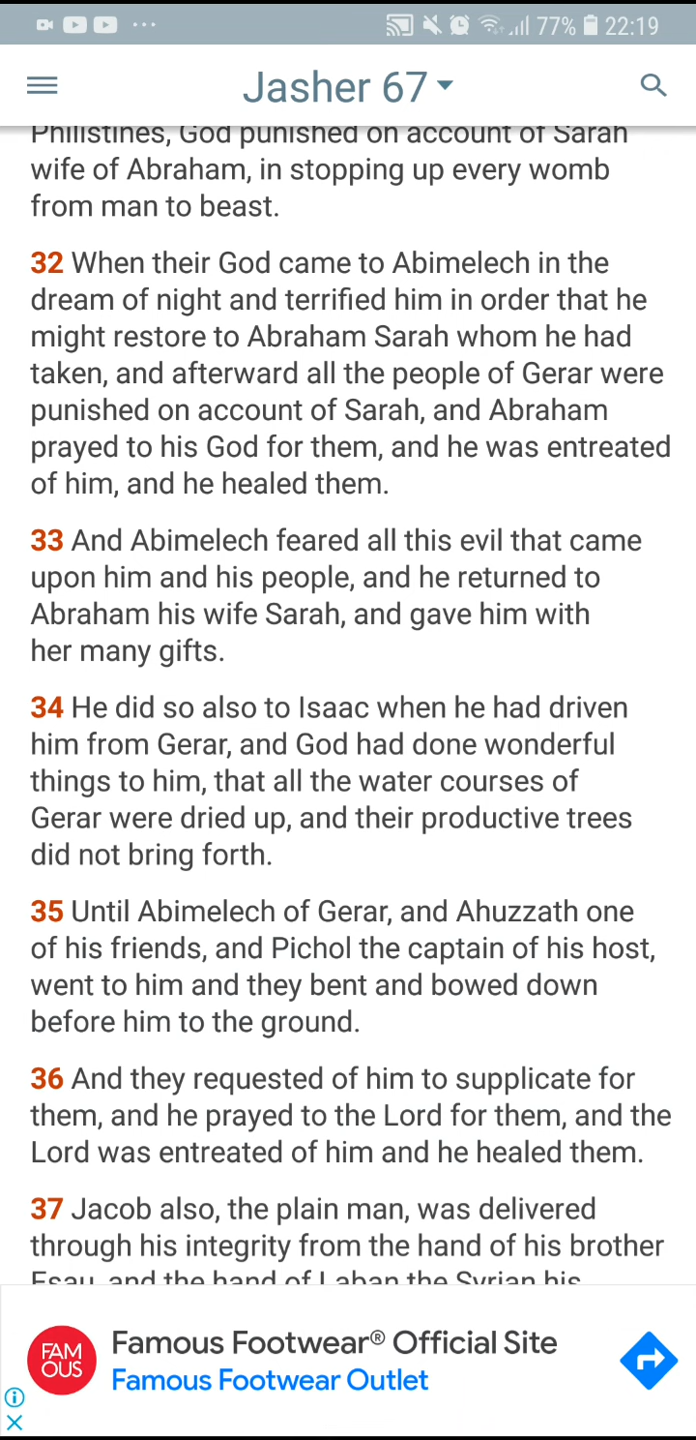 77% 22:19
Jasher 67
Philistines, God punished on account of Sarah
wife of Abraham, in stopping up every womb
from man to beast.
32 When their God came to Abimelech in the
dream of night and terrified him in order that he
might restore to Abraham Sarah whom he had
taken, and afterward all the people of Gerar were
punished on account of Sarah, and Abraham
prayed to his God for them, and he was entreated
of him, and he healed them.
33 And Abimelech feared all this evil that came
upon him and his people, and he returned to
Abraham his wife Sarah, and gave him with
her many gifts.
34 He did so also to Isaac when he had driven
him from Gerar, and God had done wonderful
things to him, that all the water courses of
Gerar were dried up, and their productive trees
did not bring forth.
35 Until Abimelech of Gerar, and Ahuzzath one
of his friends, and Pichol the captain of his host,
went to him and they bent and bowed down
before him to the ground.
36 And they requested of him to supplicate for
them, and he prayed to the Lord for them, and the
Lord was entreated of him and he healed them.
37 Jacob also, the plain man, was delivered
through his integrity from the hand of his brother
Esau, and the hand of Laban the Syrian his
FAM
OUS
Famous Footwear® Official Site
Famous Footwear Outlet